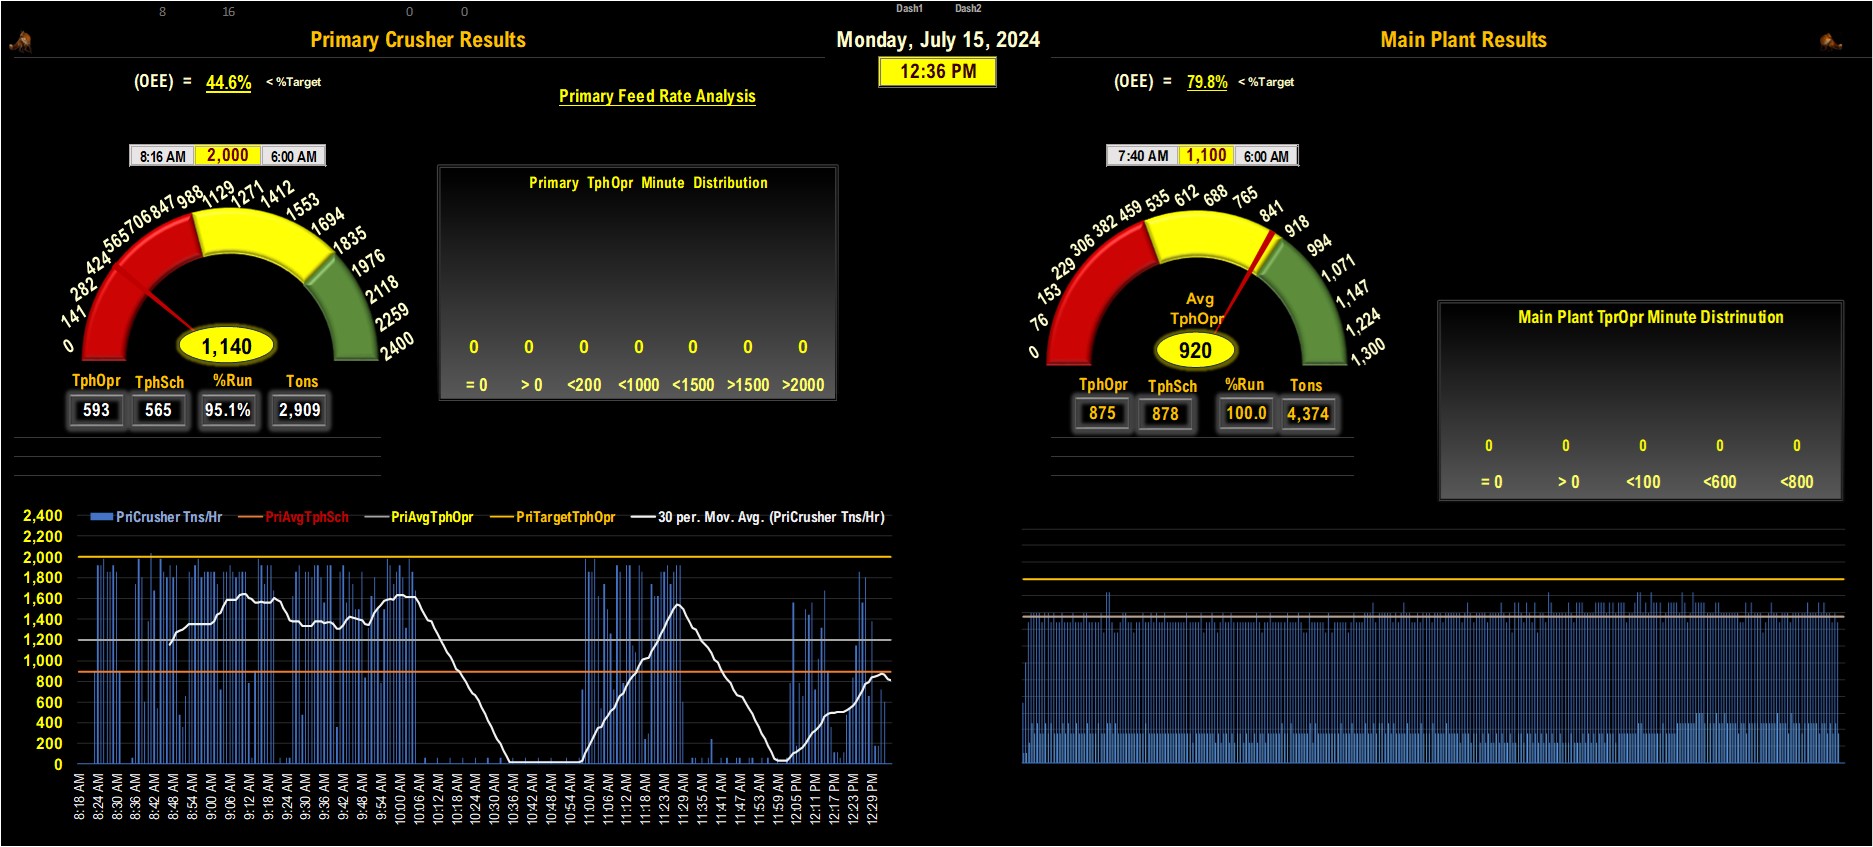 8 16 0 0 Dash1 Dash2
Primary Crusher Results
Monday, July 15, 2024
Main Plant Results
12:36 PM
(OEE) = 44.6% < %Target
Primary Feed Rate Analysis
(OEE) = 79.8% < %Target
8:16 AM 2,000 6:00 AM
0 141 282 424 565 706 847 988 1129 1271 1412 1553 1694 1835 1976 2118 2259 2400
1,140
TphOpr TphSch %Run Tons
593 565 95.1% 2,909
Primary TphOpr Minute Distribution
0 0 0 0 0 0 0
= 0 > 0 <200 <1000 <1500 >1500 >2000
7:40 AM 1,100 6:00 AM
0 76 153 229 306 382 459 535 612 688 765 841 918 994 1,071 1,147 1,224 1,300
Avg
TphOpr
920
TphOpr TphSch %Run Tons
875 878 100.0 4,374
Main Plant TprOpr Minute Distrinution
0 0 0 0 0
= 0 > 0 <100 <600 <800
PriCrusher Tns/Hr PriAvgTphSch PriAvgTphOpr PriTargetTphOpr 30 per. Mov. Avg. (PriCrusher Tns/Hr)
2,400
2,200
2,000
1,800
1,600
1,400
1,200
1,000
800
600
400
200
0
8:18 AM 8:24 AM 8:30 AM 8:36 AM 8:42 AM 8:48 AM 8:54 AM 9:00 AM 9:06 AM 9:12 AM 9:18 AM 9:24 AM 9:30 AM 9:36 AM 9:42 AM 9:48 AM 9:54 AM 10:00 AM 10:06 AM 10:12 AM 10:18 AM 10:24 AM 10:30 AM 10:36 AM 10:42 AM 10:48 AM 10:54 AM 11:00 AM 11:06 AM 11:12 AM 11:18 AM 11:23 AM 11:29 AM 11:35 AM 11:41 AM 11:47 AM 11:53 AM 11:59 AM 12:05 PM 12:11 PM 12:17 PM 12:23 PM 12:29 PM